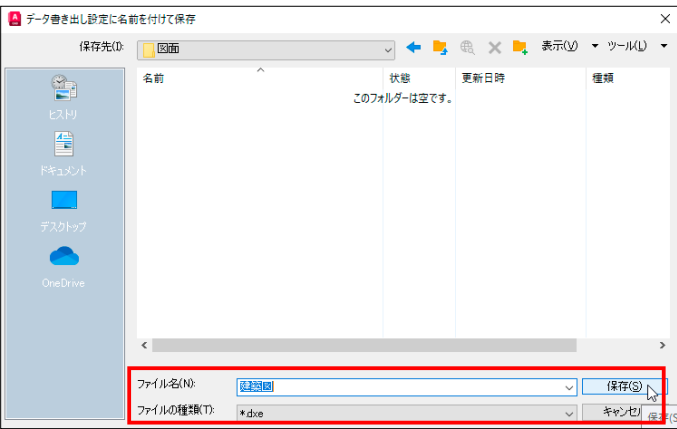 データ書き出し設定に名前を付けて保存
保存先(I):
図面
表示(V)
ツール(L)
名前
状態
更新日時
種類
このフォルダーは空です。
ヒストリ
ドキュメント
デスクトップ
OneDrive
ファイル名(N):
保存(S)
ファイルの種類(T):
*.dxe
キャンセル
保存(S